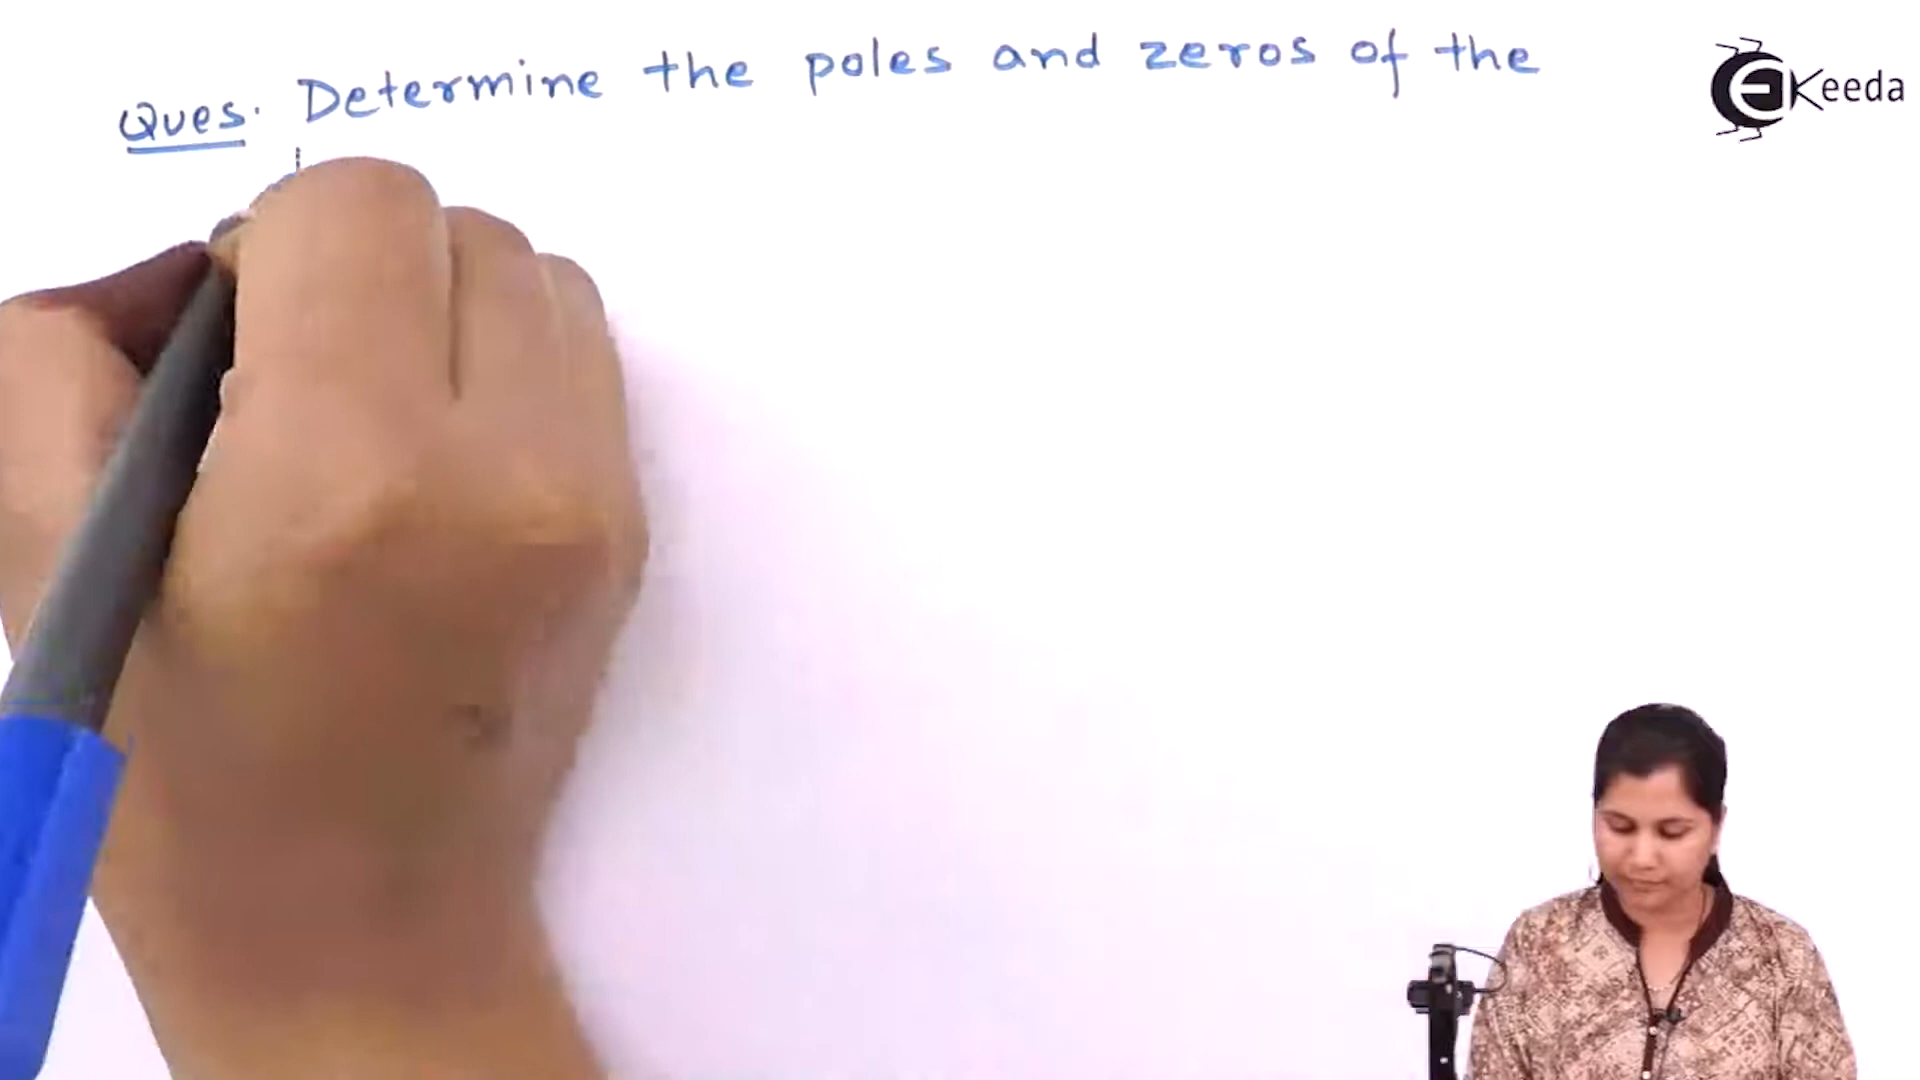 Ques. Determine the poles and zeros of the
EKeeda